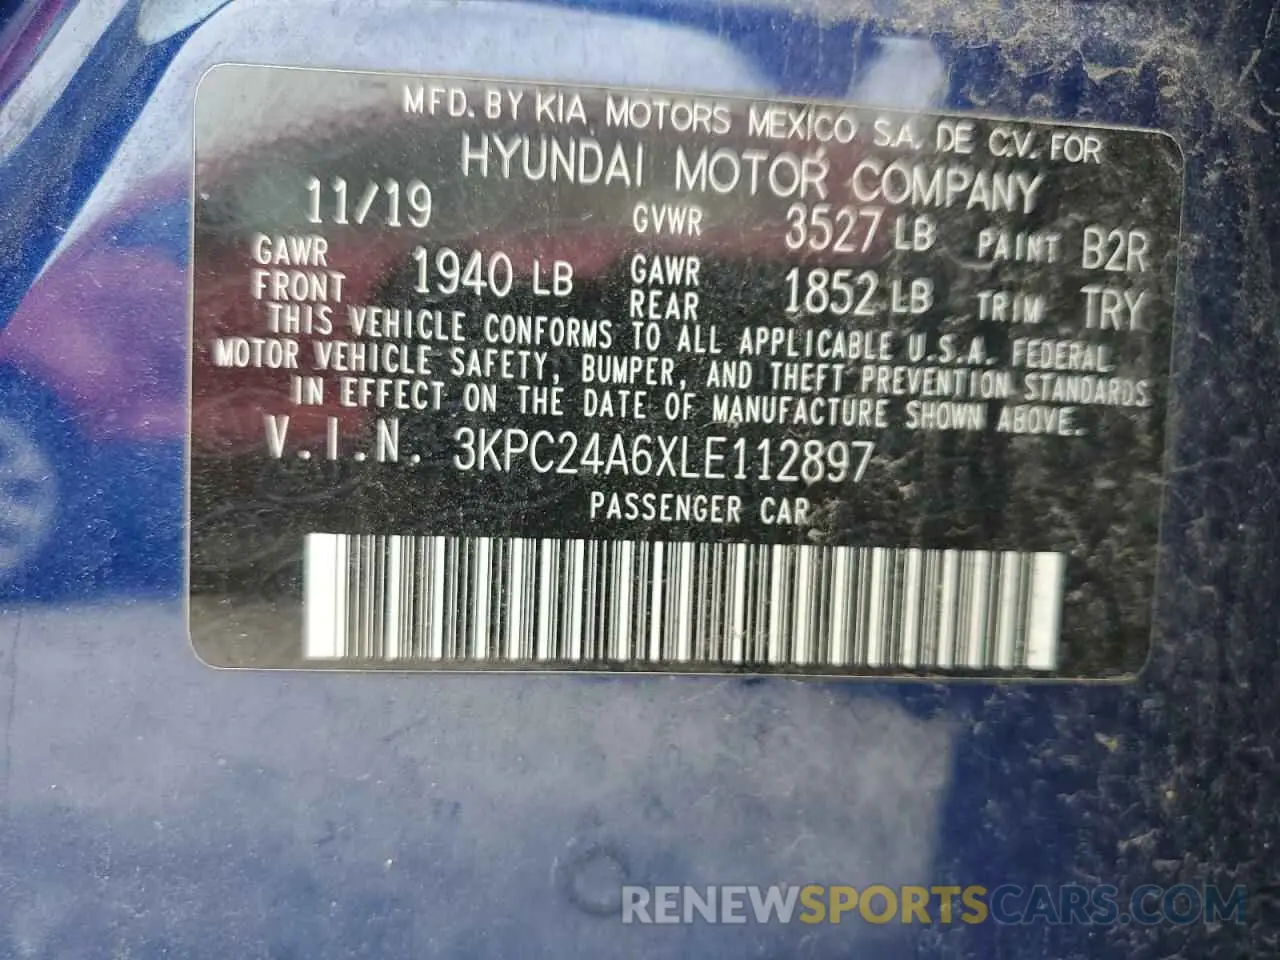 MFD. BY KIA MOTORS MEXICO S.A. DE C.V. FOR
HYUNDAI MOTOR COMPANY
11/19 GVWR 3527 LB PAINT B2R
GAWR FRONT 1940 LB GAWR REAR 1852 LB TRIM TRY
THIS VEHICLE CONFORMS TO ALL APPLICABLE U.S.A. FEDERAL
MOTOR VEHICLE SAFETY, BUMPER, AND THEFT PREVENTION STANDARDS
IN EFFECT ON THE DATE OF MANUFACTURE SHOWN ABOVE.
V.I.N. 3KPC24A6XLE112897
PASSENGER CAR
RENEWSPORTSCARS.COM